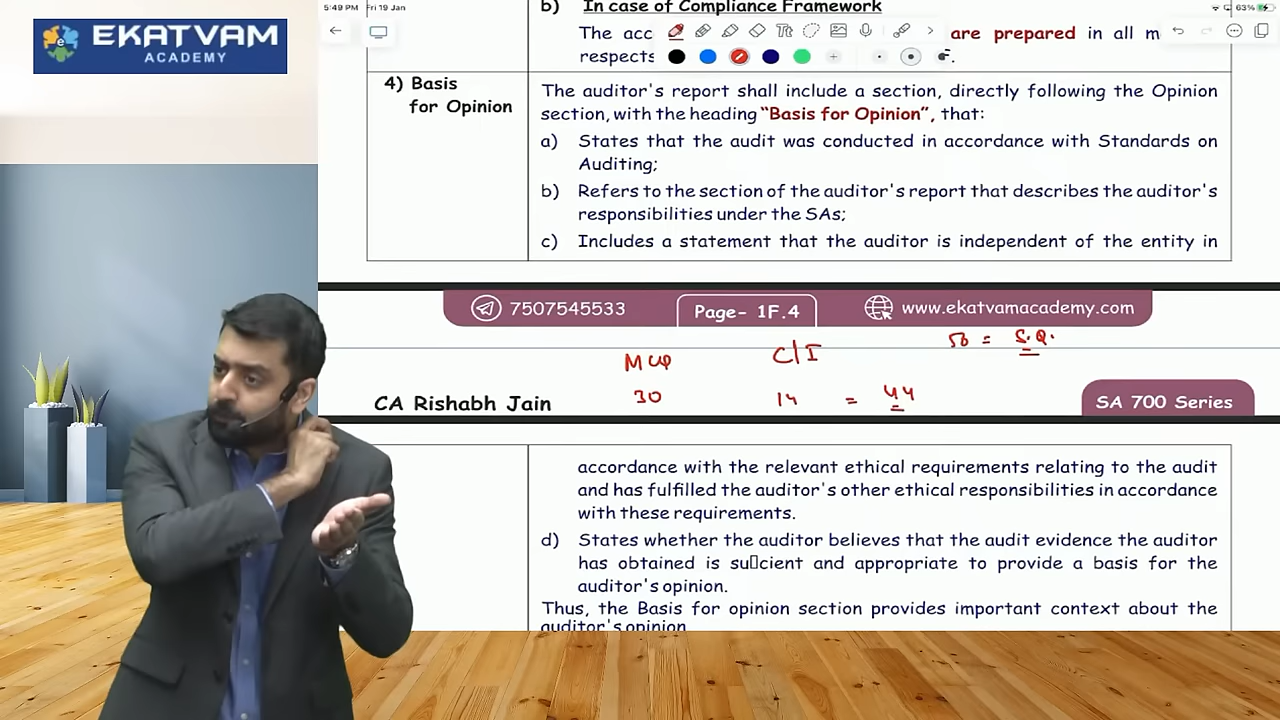 5:49 PM Fri 19 Jan
63%
EKATVAM
ACADEMY
b) In case of Compliance Framework
The acc are prepared in all m
respects
4) Basis
for Opinion
The auditor's report shall include a section, directly following the Opinion
section, with the heading "Basis for Opinion", that:
a) States that the audit was conducted in accordance with Standards on
Auditing;
b) Refers to the section of the auditor's report that describes the auditor's
responsibilities under the SAs;
c) Includes a statement that the auditor is independent of the entity in
7507545533
Page- 1F.4
www.ekatvamacademy.com
50 = S.Q.
MCQ C/I
30 14 = 44
CA Rishabh Jain
SA 700 Series
accordance with the relevant ethical requirements relating to the audit
and has fulfilled the auditor's other ethical responsibilities in accordance
with these requirements.
d) States whether the auditor believes that the audit evidence the auditor
has obtained is su▯cient and appropriate to provide a basis for the
auditor's opinion.
Thus, the Basis for opinion section provides important context about the
auditor's opinion